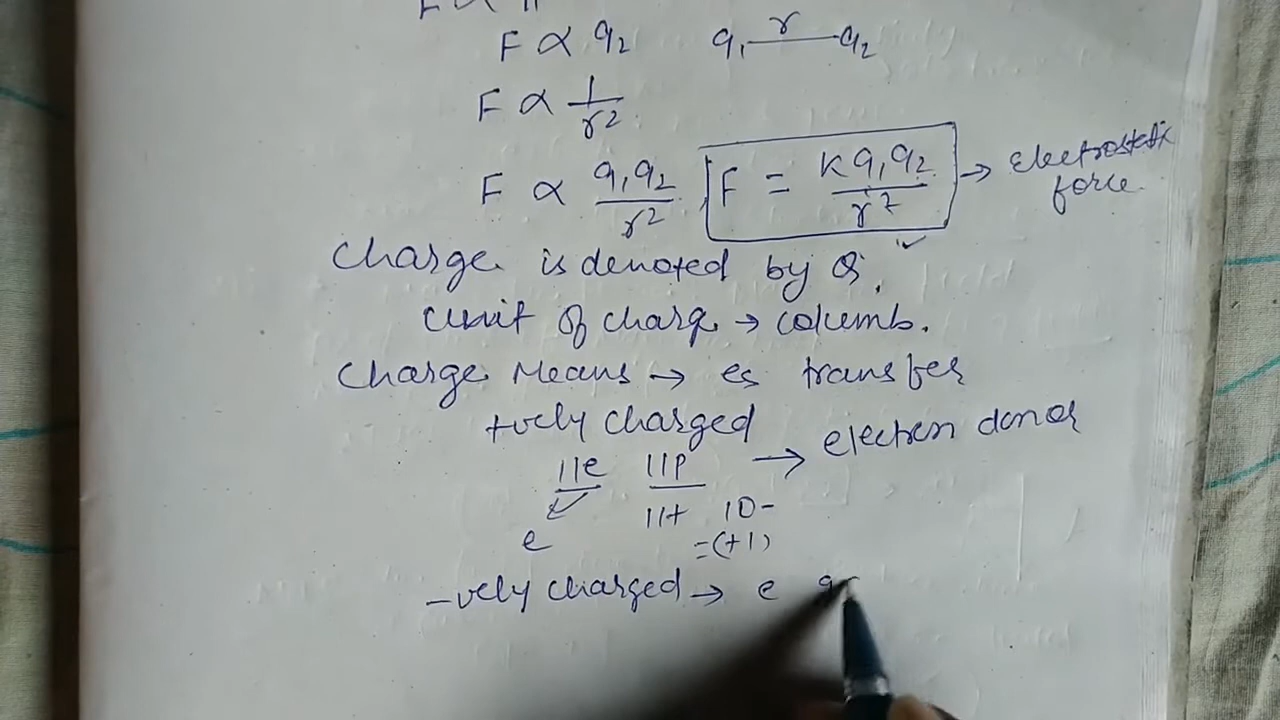 F ∝ q₂ q₁ r q₂
F ∝ 1/r²
F ∝ q₁q₂/r² F = Kq₁q₂/r² → Electrostatic force
Charge is denoted by Q.
Unit of charge → columb.
Charge Means → es transfer
+vely charged → electron donor
11e 11p
e 11+ 10-
=(+1)
-vely charged → e